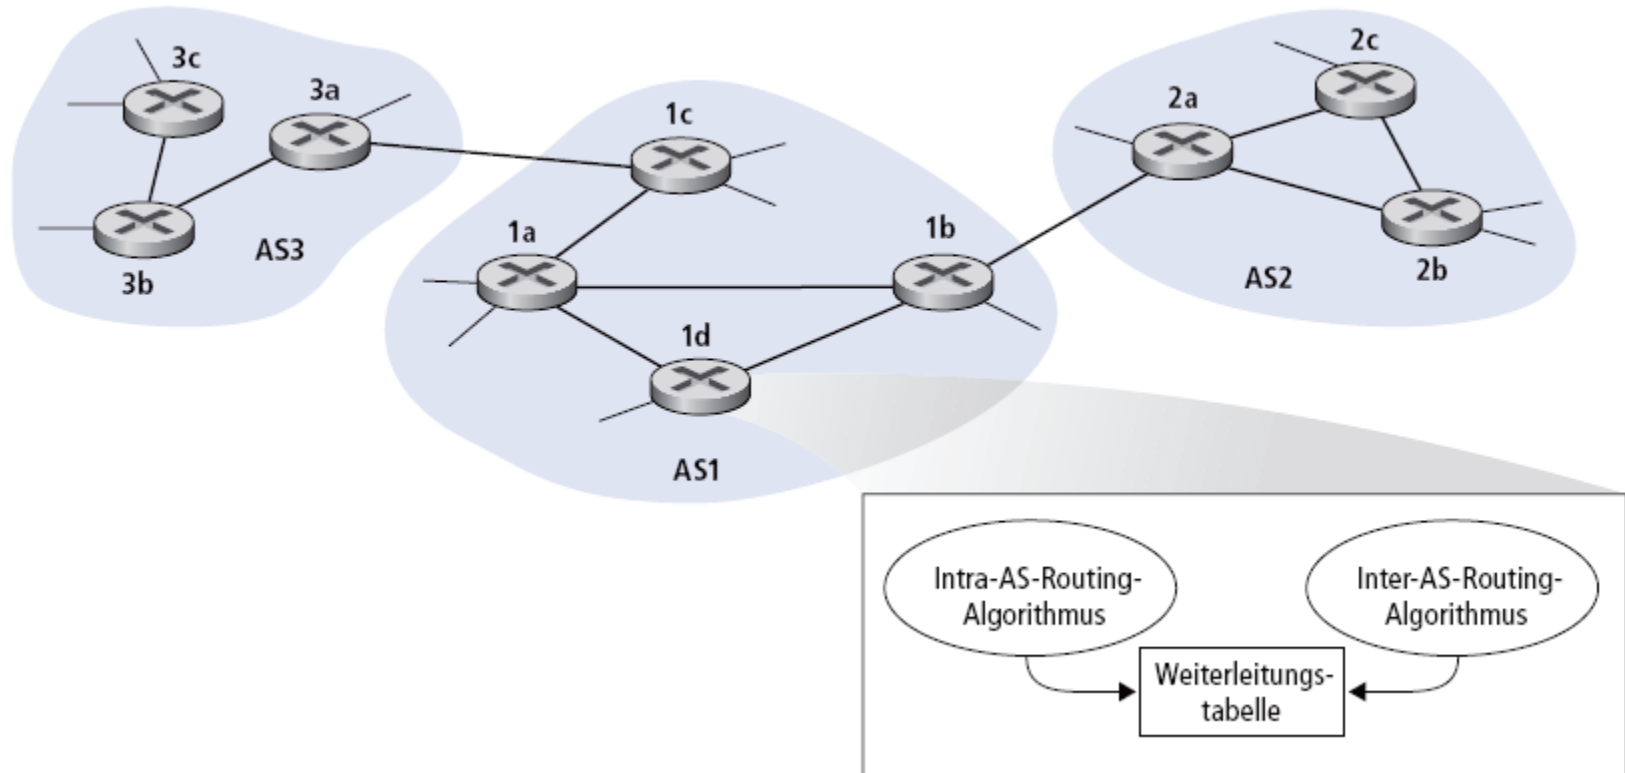 3c
3a
3b
AS3
1c
1a
1b
1d
AS1
2c
2a
2b
AS2
Intra-AS-Routing-
Algorithmus
Inter-AS-Routing-
Algorithmus
Weiterleitungs-
tabelle